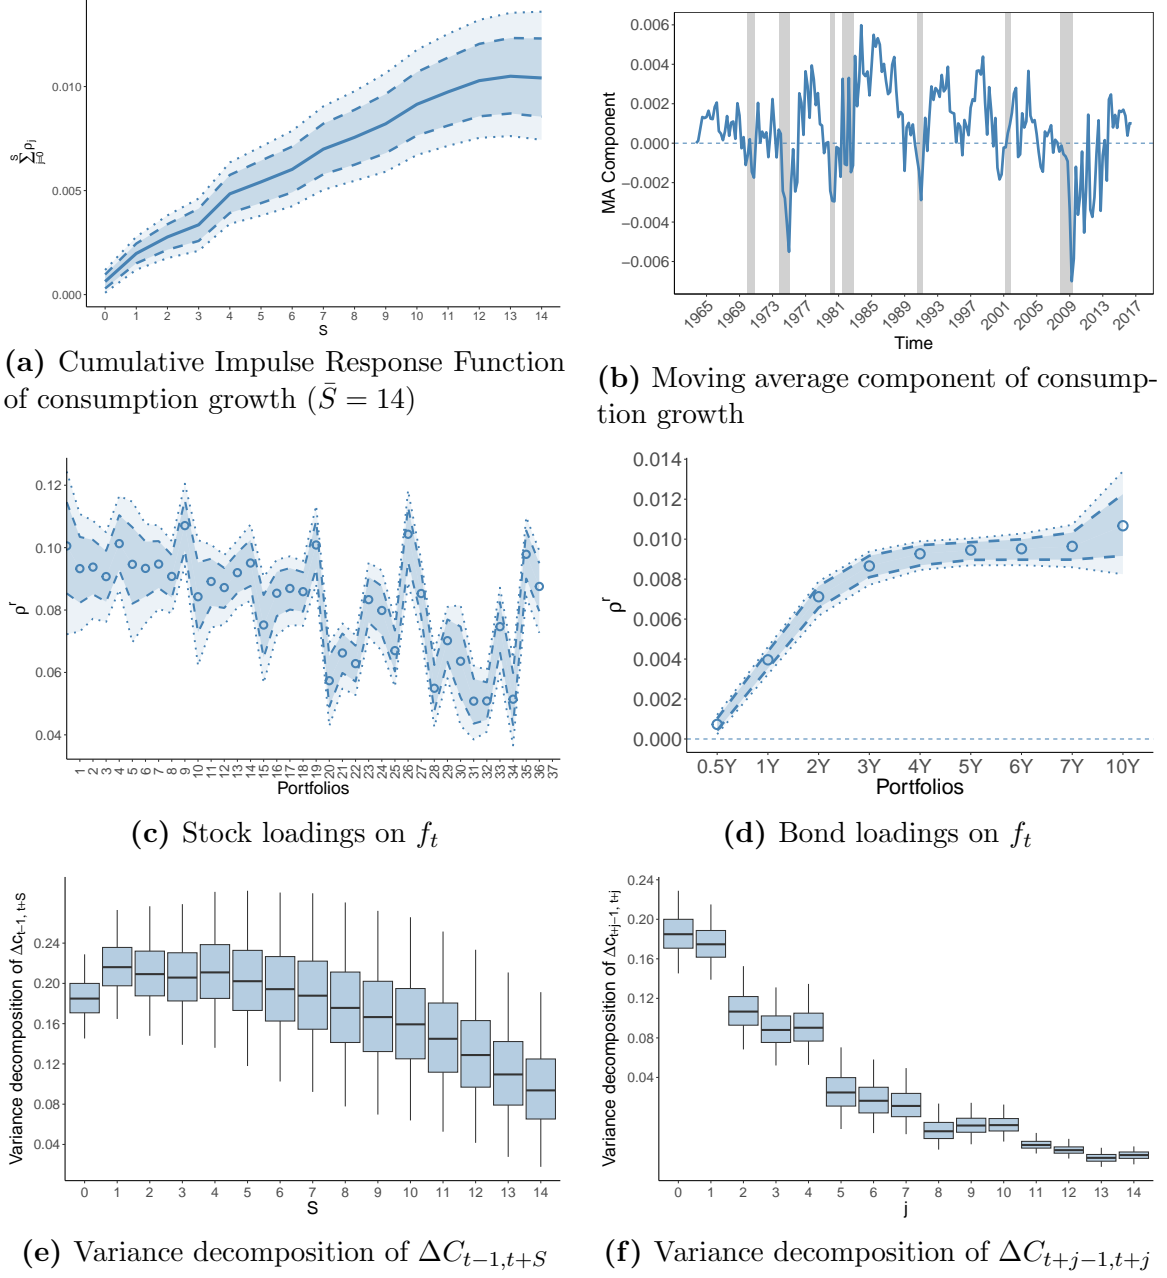 0.010
0.005
0.000
S
Σ ρj
j=0
0 1 2 3 4 5 6 7 8 9 10 11 12 13 14
S
(a) Cumulative Impulse Response Function
of consumption growth (S̄ = 14)
0.006
0.004
0.002
0.000
−0.002
−0.004
−0.006
MA Component
1965 1969 1973 1977 1981 1985 1989 1993 1997 2001 2005 2009 2013 2017
Time
(b) Moving average component of consump-
tion growth
0.12
0.10
0.08
0.06
0.04
ρ^r
1 2 3 4 5 6 7 8 9 10 11 12 13 14 15 16 17 18 19 20 21 22 23 24 25 26 27 28 29 30 31 32 33 34 35 36 37
Portfolios
(c) Stock loadings on f_t
0.014
0.012
0.010
0.008
0.006
0.004
0.002
0.000
ρ^r
0.5Y 1Y 2Y 3Y 4Y 5Y 6Y 7Y 10Y
Portfolios
(d) Bond loadings on f_t
0.24
0.20
0.16
0.12
0.08
0.04
Variance decomposition of Δc_{t−1, t+S}
0 1 2 3 4 5 6 7 8 9 10 11 12 13 14
S
(e) Variance decomposition of ΔC_{t−1,t+S}
0.24
0.20
0.16
0.12
0.08
0.04
Variance decomposition of Δc_{t+j−1, t+j}
0 1 2 3 4 5 6 7 8 9 10 11 12 13 14
j
(f) Variance decomposition of ΔC_{t+j−1,t+j}